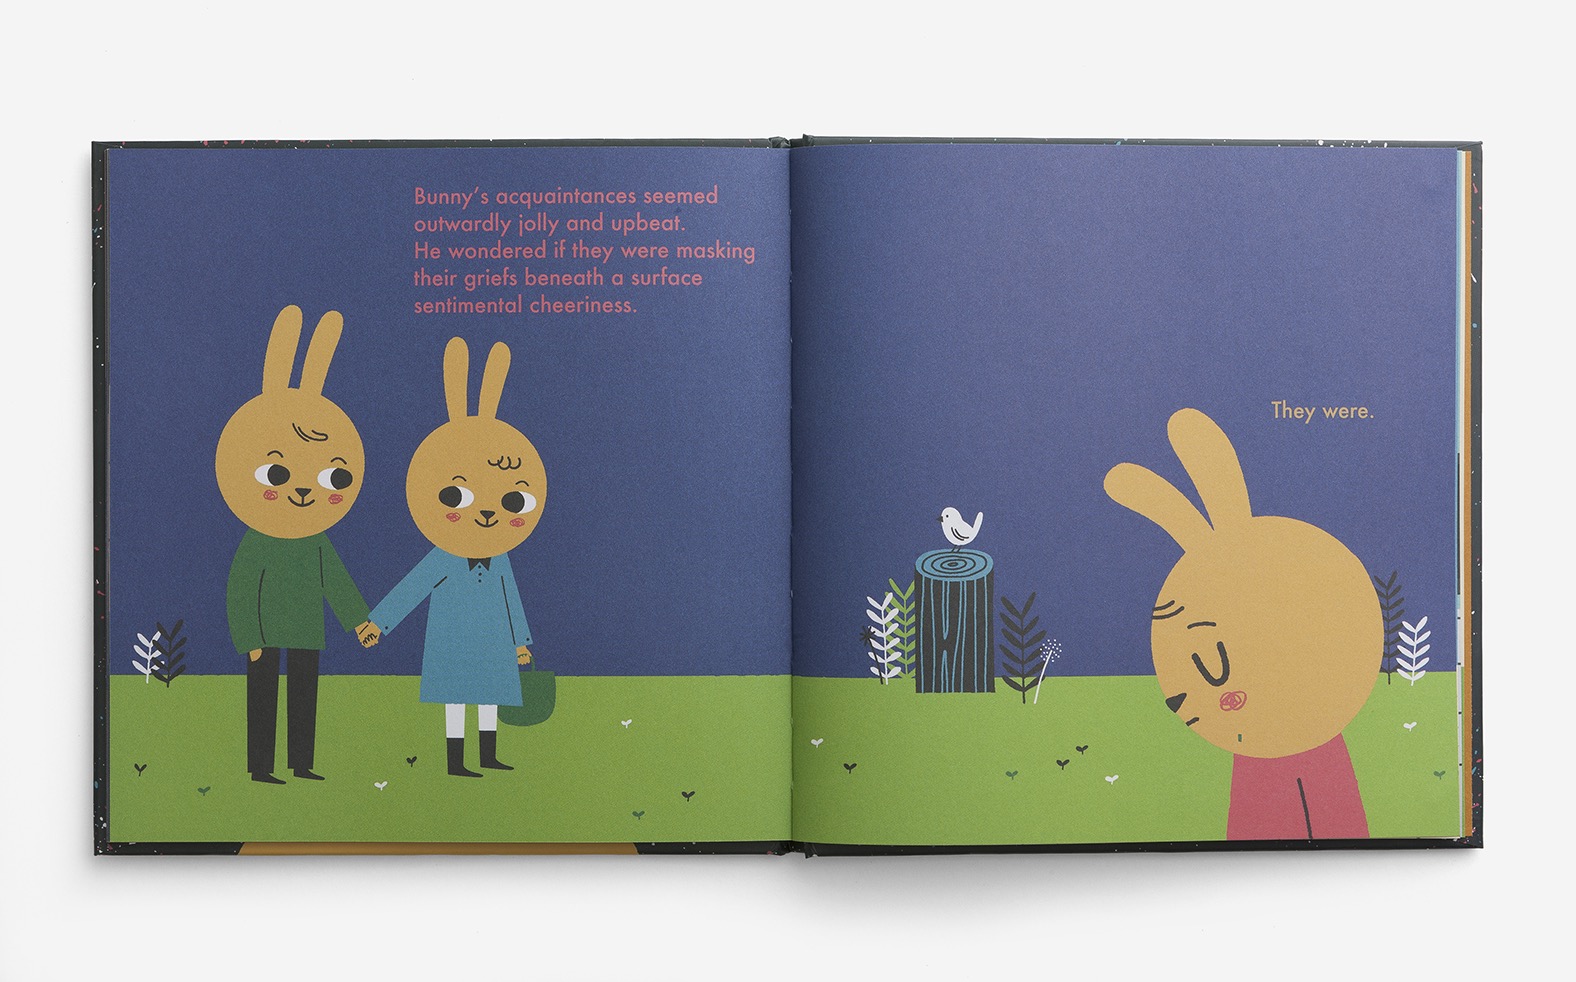 Bunny’s acquaintances seemed
outwardly jolly and upbeat.
He wondered if they were masking
their griefs beneath a surface
sentimental cheeriness.
They were.